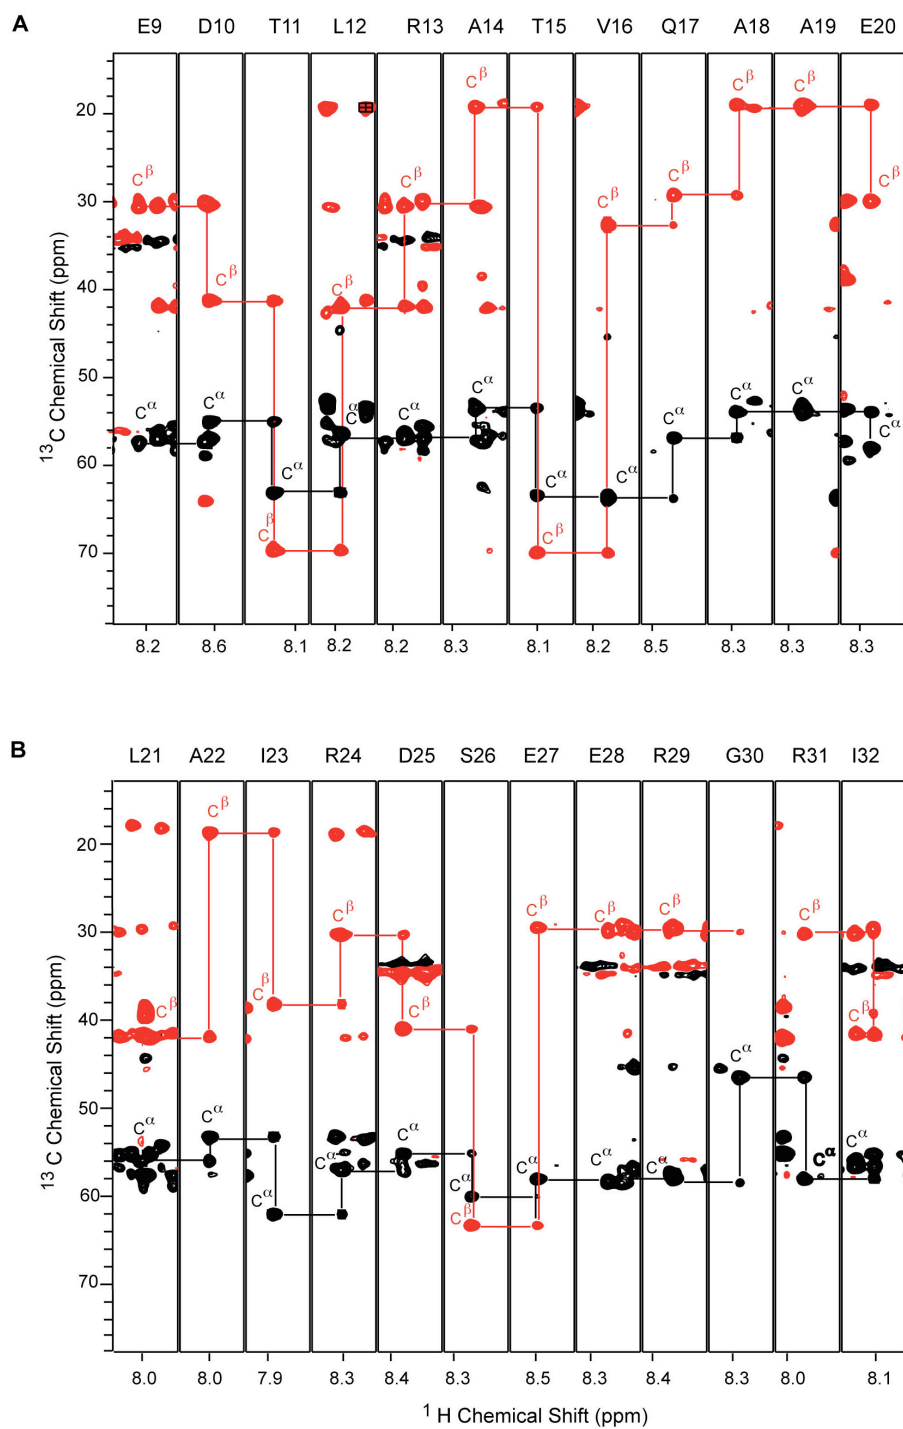 A
E9 D10 T11 L12 R13 A14 T15 V16 Q17 A18 A19 E20
20
30
40
50
60
70
13C Chemical Shift (ppm)
Cβ Cβ Cβ
Cβ Cβ Cβ Cβ Cβ
Cβ Cβ
Cα Cα Cα Cα Cα Cα Cα Cα
Cα Cα Cα Cα
Cβ Cβ
8.2 8.6 8.1 8.2 8.2 8.3 8.1 8.2 8.5 8.3 8.3 8.3
B
L21 A22 I23 R24 D25 S26 E27 E28 R29 G30 R31 I32
20
30
40
50
60
70
13C Chemical Shift (ppm)
Cβ
Cβ Cβ Cβ Cβ Cβ
Cβ Cβ Cβ Cβ
Cα Cα Cα Cα Cα Cα
Cα Cα Cα Cα Cα
Cα
Cβ
8.0 8.0 7.9 8.3 8.4 8.3 8.5 8.3 8.4 8.3 8.0 8.1
1 H Chemical Shift (ppm)